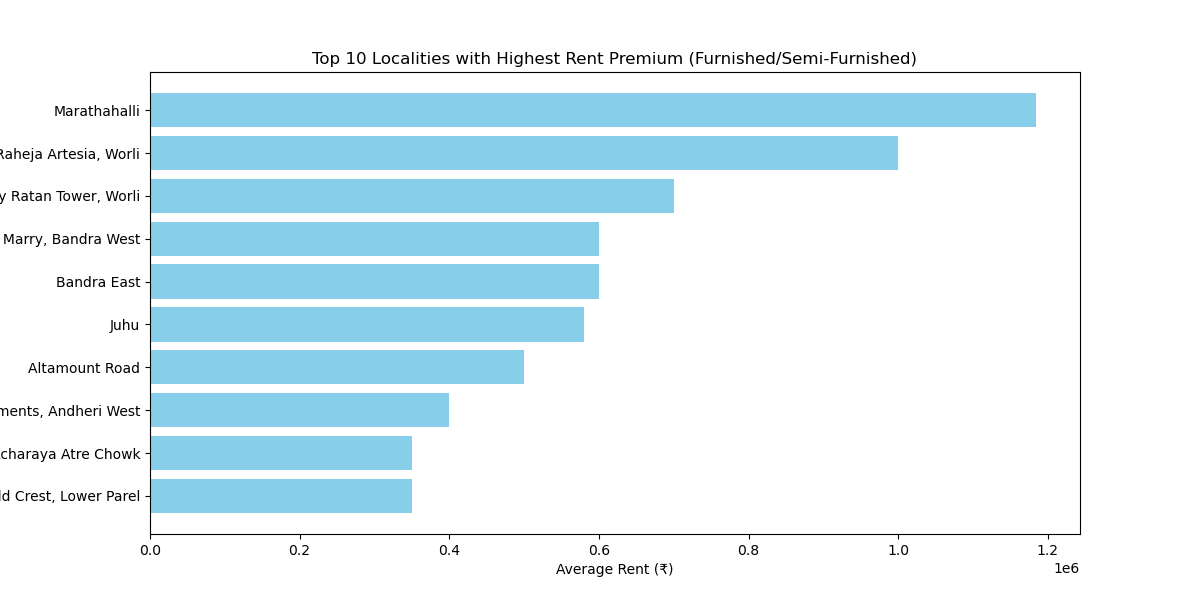 Top 10 Localities with Highest Rent Premium (Furnished/Semi-Furnished)
Marathahalli
Raheja Artesia, Worli
y Ratan Tower, Worli
Marry, Bandra West
Bandra East
Juhu
Altamount Road
ments, Andheri West
charaya Atre Chowk
ld Crest, Lower Parel
0.0 0.2 0.4 0.6 0.8 1.0 1.2
1e6
Average Rent (₹)